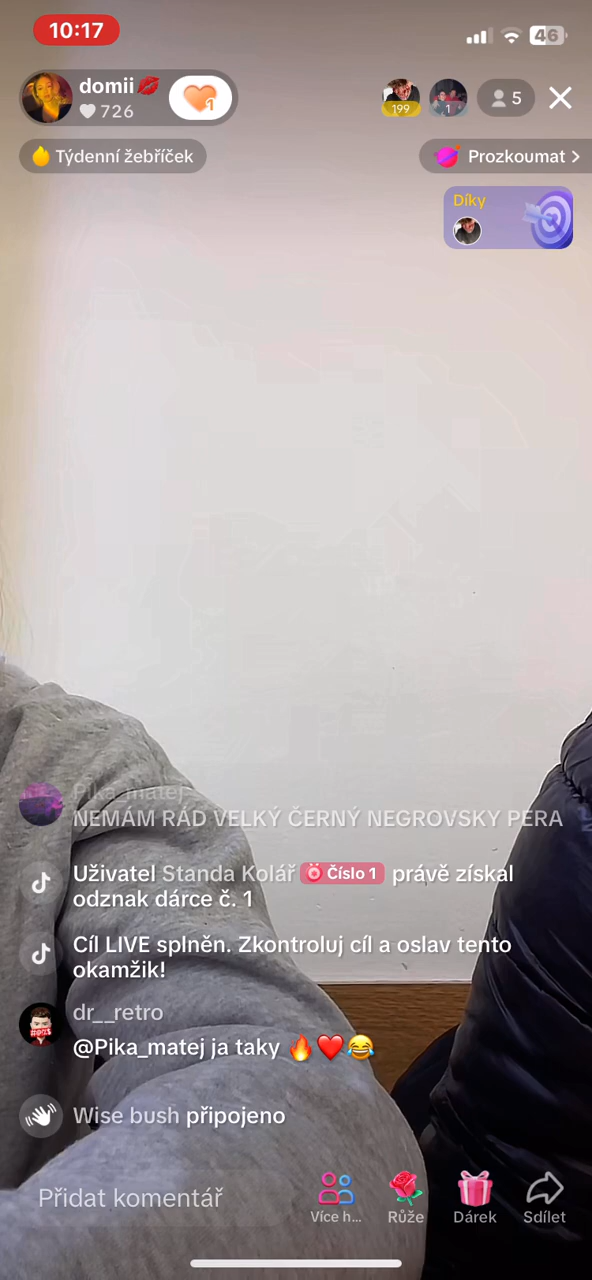 10:17
46
domii💋
726
1
199
1
5
Týdenní žebříček
Prozkoumat >
Díky
Pika_matej
NEMÁM RÁD VELKÝ ČERNÝ NEGROVSKY PERA
Uživatel Standa Kolář Číslo 1 právě získal
odznak dárce č. 1
Cíl LIVE splněn. Zkontroluj cíl a oslav tento
okamžik!
dr__retro
@Pika_matej ja taky 🔥❤️😂
Wise bush připojeno
Přidat komentář
Více h...
Růže
Dárek
Sdílet